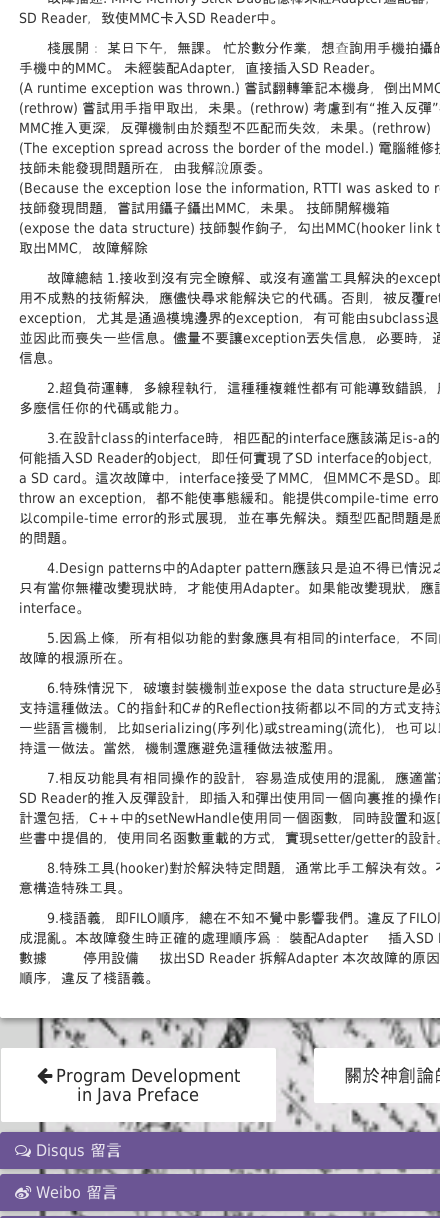 SD Reader，致使MMC卡入SD Reader中。
棧展開﹕ 某日下午，無課。 忙於數分作業，想查詢用手機拍攝的
手機中的MMC。 未經裝配Adapter，直接插入SD Reader。
(A runtime exception was thrown.) 嘗試翻轉筆記本機身，倒出MMC
(rethrow) 嘗試用手指甲取出，未果。(rethrow) 考慮到有“推入反彈”
MMC推入更深，反彈機制由於類型不匹配而失效，未果。(rethrow)
(The exception spread across the border of the model.) 電腦維修技
技師未能發現問題所在，由我解說原委。
(Because the exception lose the information, RTTI was asked to r
技師發現問題，嘗試用鑷子鑷出MMC，未果。 技師開解機箱
(expose the data structure) 技師製作鉤子，勾出MMC(hooker link t
取出MMC，故障解除
故障總結 1.接收到沒有完全瞭解、或沒有適當工具解決的except
用不成熟的技術解決，應儘快尋求能解決它的代碼。否則，被反覆ret
exception，尤其是通過模塊邊界的exception，有可能由subclass退
並因此而喪失一些信息。儘量不要讓exception丟失信息，必要時，通
信息。
2.超負荷運轉，多線程執行，這種種複雜性都有可能導致錯誤，
多麼信任你的代碼或能力。
3.在設計class的interface時，相匹配的interface應該滿足is-a的
何能插入SD Reader的object，即任何實現了SD interface的object，
a SD card。這次故障中，interface接受了MMC，但MMC不是SD。即
throw an exception，都不能使事態緩和。能提供compile-time erro
以compile-time error的形式展現，並在事先解決。類型匹配問題是應
的問題。
4.Design patterns中的Adapter pattern應該只是迫不得已情況之
只有當你無權改變現狀時，才能使用Adapter。如果能改變現狀，應該
interface。
5.因爲上條，所有相似功能的對象應具有相同的interface，不同的
故障的根源所在。
6.特殊情況下，破壞封裝機制並expose the data structure是必要
支持這種做法。C的指針和C#的Reflection技術都以不同的方式支持這
一些語言機制，比如serializing(序列化)或streaming(流化)，也可以
持這一做法。當然，機制還應避免這種做法被濫用。
7.相反功能具有相同操作的設計，容易造成使用的混亂，應適當
SD Reader的推入反彈設計，即插入和彈出使用同一個向裏推的操作的
計還包括，C++中的setNewHandle使用同一個函數，同時設置和返回
些書中提倡的，使用同名函數重載的方式，實現setter/getter的設計。
8.特殊工具(hooker)對於解決特定問題，通常比手工解決有效。不
意構造特殊工具。
9.棧語義，即FILO順序，總在不知不覺中影響我們。違反了FILO順
成混亂。本故障發生時正確的處理順序爲﹕ 裝配Adapter 插入SD
數據 停用設備 拔出SD Reader 拆解Adapter 本次故障的原因
順序，違反了棧語義。
Program Development
in Java Preface
關於神創論的
Disqus 留言
Weibo 留言